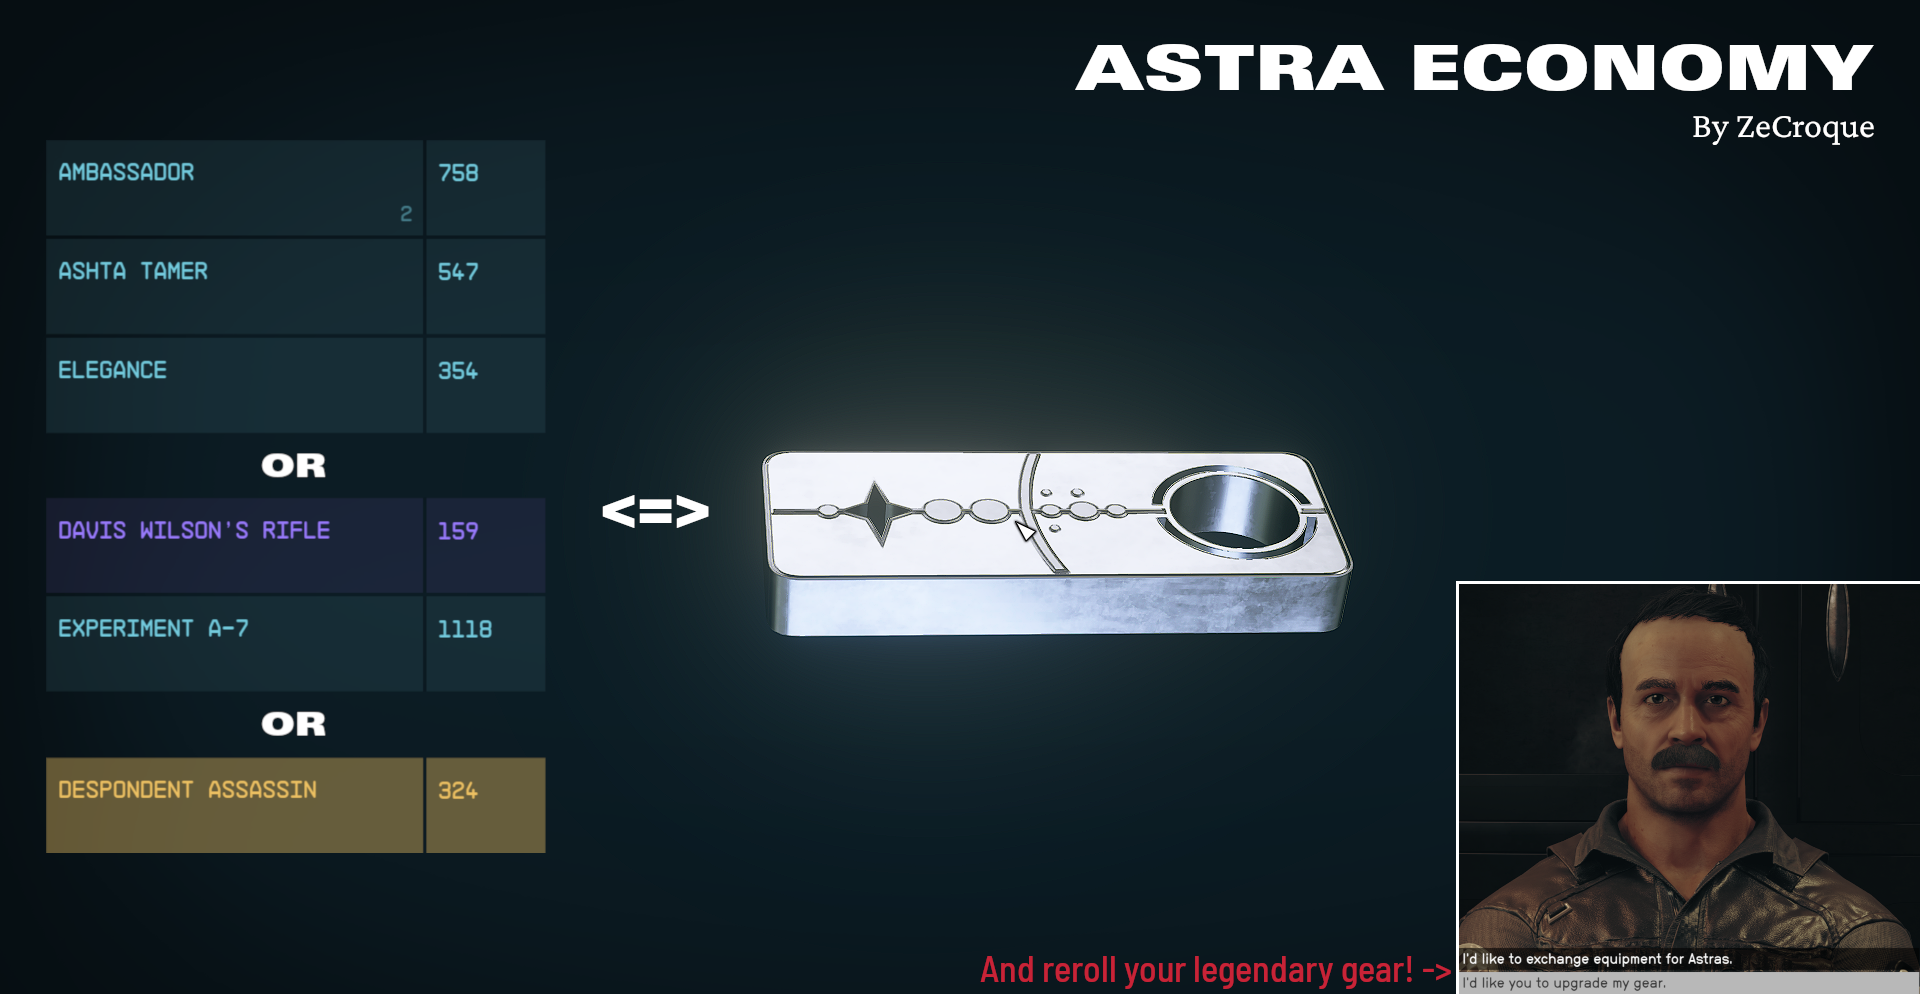 ASTRA ECONOMY
By ZeCroque
AMBASSADOR 758
2
ASHTA TAMER 547
ELEGANCE 354
OR
DAVIS WILSON'S RIFLE 159
<=>
EXPERIMENT A-7 1118
OR
DESPONDENT ASSASSIN 324
And reroll your legendary gear! ->
I'd like to exchange equipment for Astras.
I'd like you to upgrade my gear.